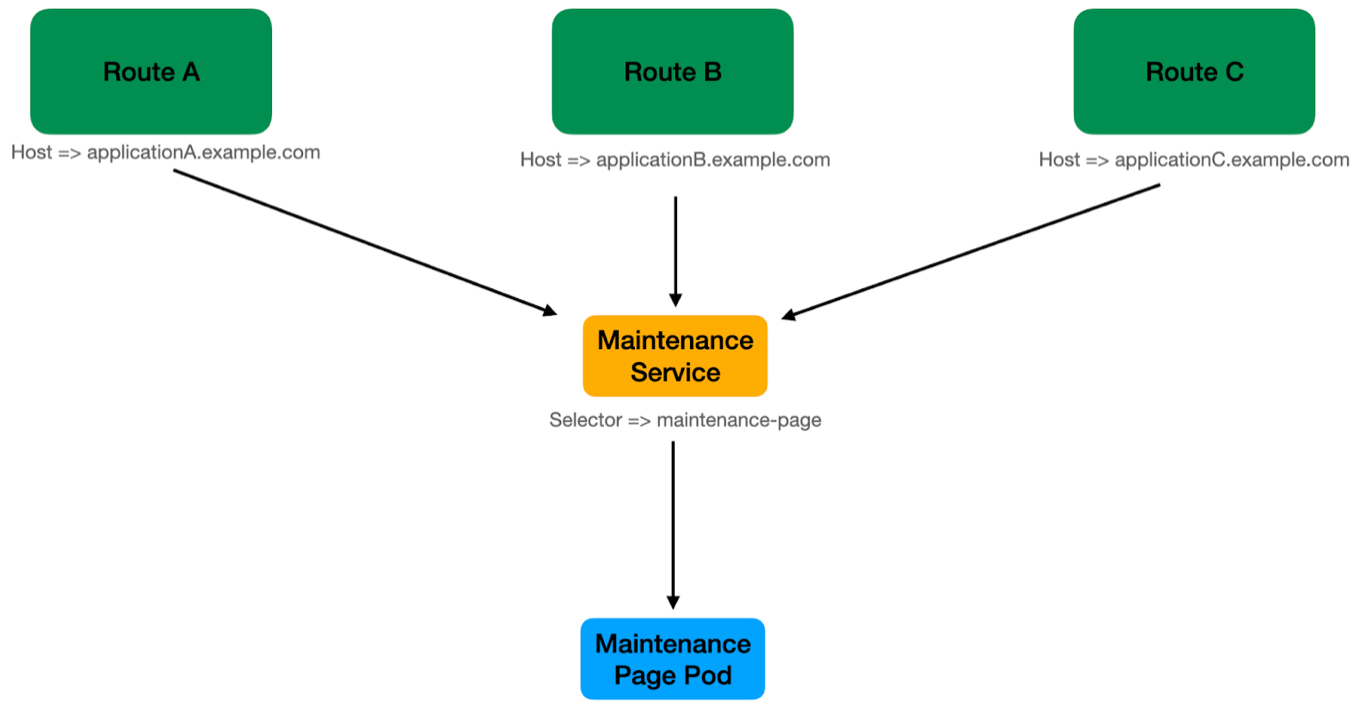 Route A
Route B
Route C
Host => applicationA.example.com
Host => applicationB.example.com
Host => applicationC.example.com
Maintenance
Service
Selector => maintenance-page
Maintenance
Page Pod